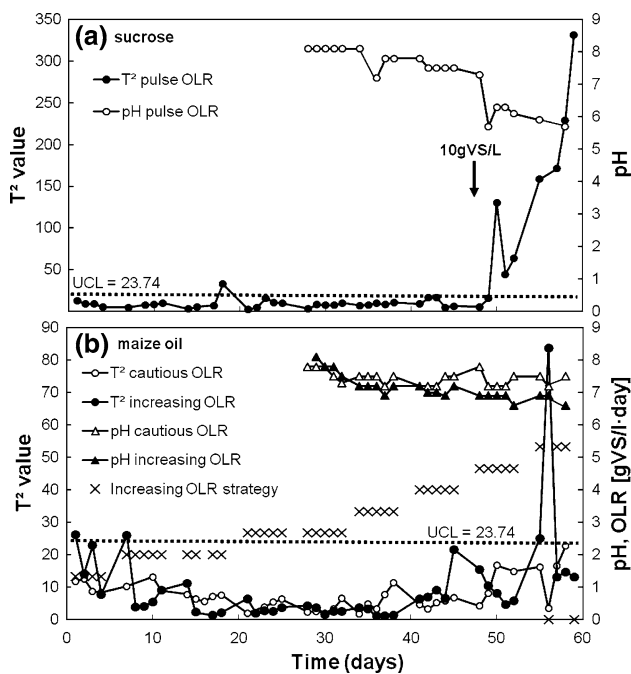 (a) sucrose
T² pulse OLR
pH pulse OLR
10gVS/L
UCL = 23.74
T² value
350
300
250
200
150
100
50
pH
9
8
7
6
5
4
3
2
1
0
(b) maize oil
T² cautious OLR
T² increasing OLR
pH cautious OLR
pH increasing OLR
Increasing OLR strategy
UCL = 23.74
T² value
90
80
70
60
50
40
30
20
10
0
pH, OLR [gVS/l·day]
9
8
7
6
5
4
3
2
1
0
0 10 20 30 40 50 60
Time (days)